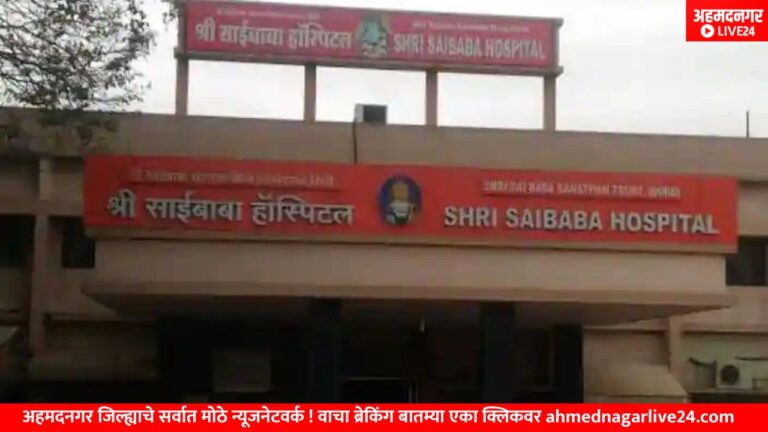 अहमदनगर
LIVE24
श्री साईबाबा हॉस्पिटल
SHRI SAIBABA HOSPITAL
SHRI SAI BABA SANSTHAN TRUST, SHIRDI
श्री साईबाबा हॉस्पिटल
SHRI SAIBABA HOSPITAL
अहमदनगर जिल्ह्याचे सर्वात मोठे न्यूजनेटवर्क ! वाचा ब्रेकिंग बातम्या एका क्लिकवर ahmednagarlive24.com